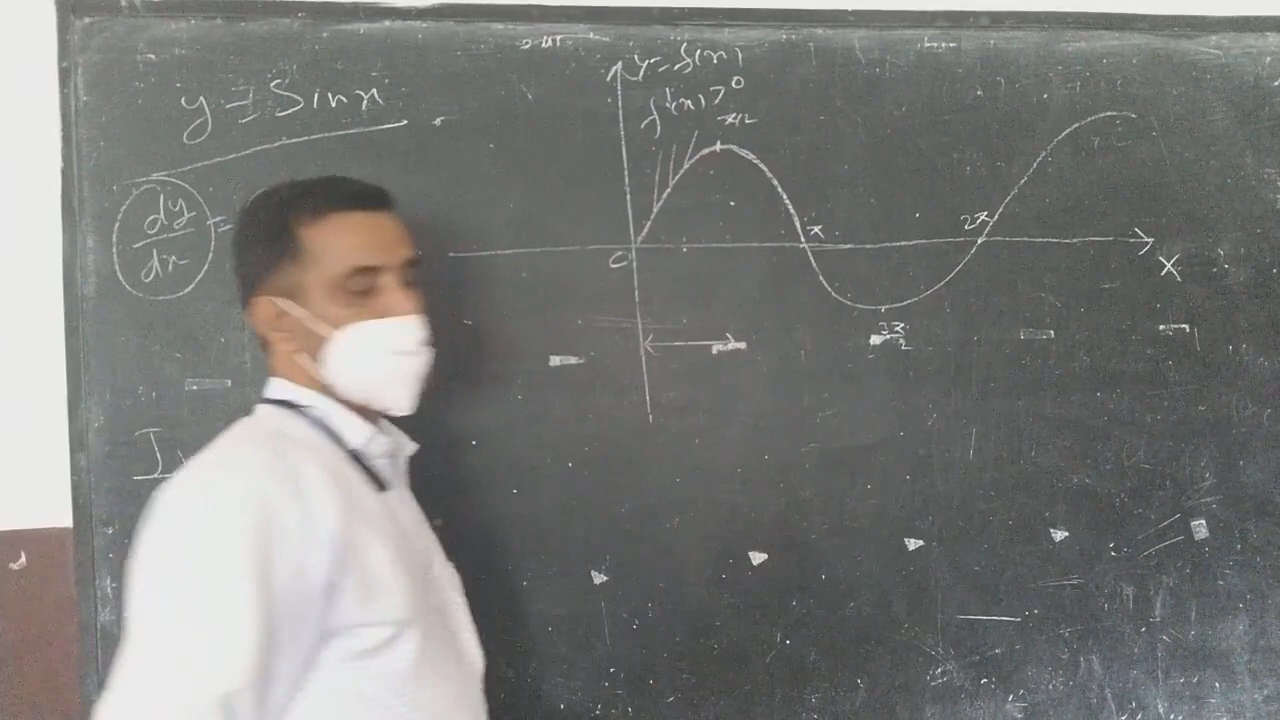 y = Sinx
dy/dx =
y = f(x)
f'(x) > 0
π/2
O
π
2π
X
3π/2